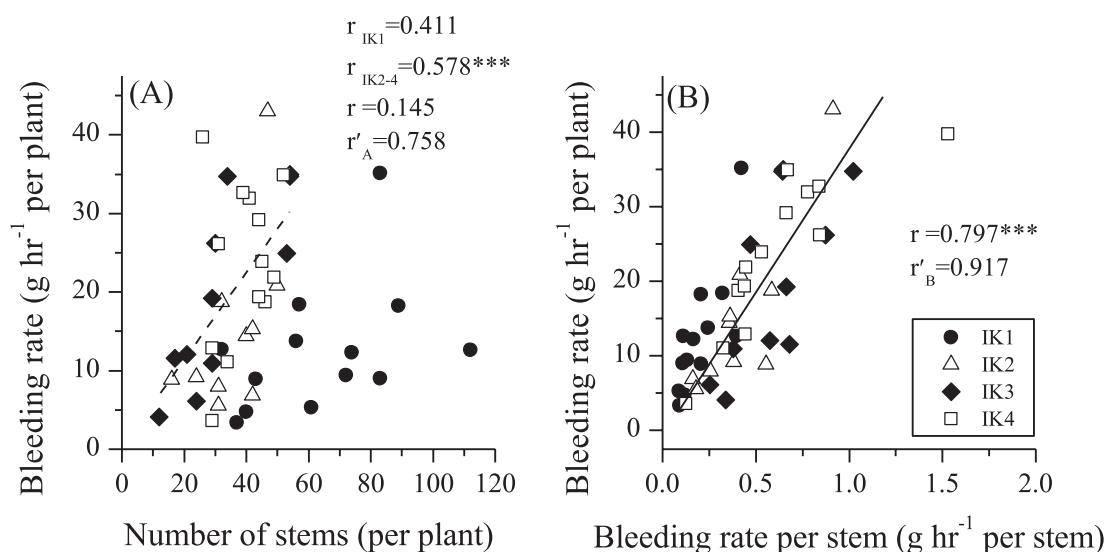 r IK1=0.411
r IK2-4=0.578***
r=0.145
r′A=0.758
(A)
Bleeding rate (g hr-1 per plant)
40
30
20
10
0
0 20 40 60 80 100 120
Number of stems (per plant)
(B)
Bleeding rate (g hr-1 per plant)
40
30
20
10
0
r =0.797***
r′B=0.917
IK1
IK2
IK3
IK4
0.0 0.5 1.0 1.5 2.0
Bleeding rate per stem (g hr-1 per stem)